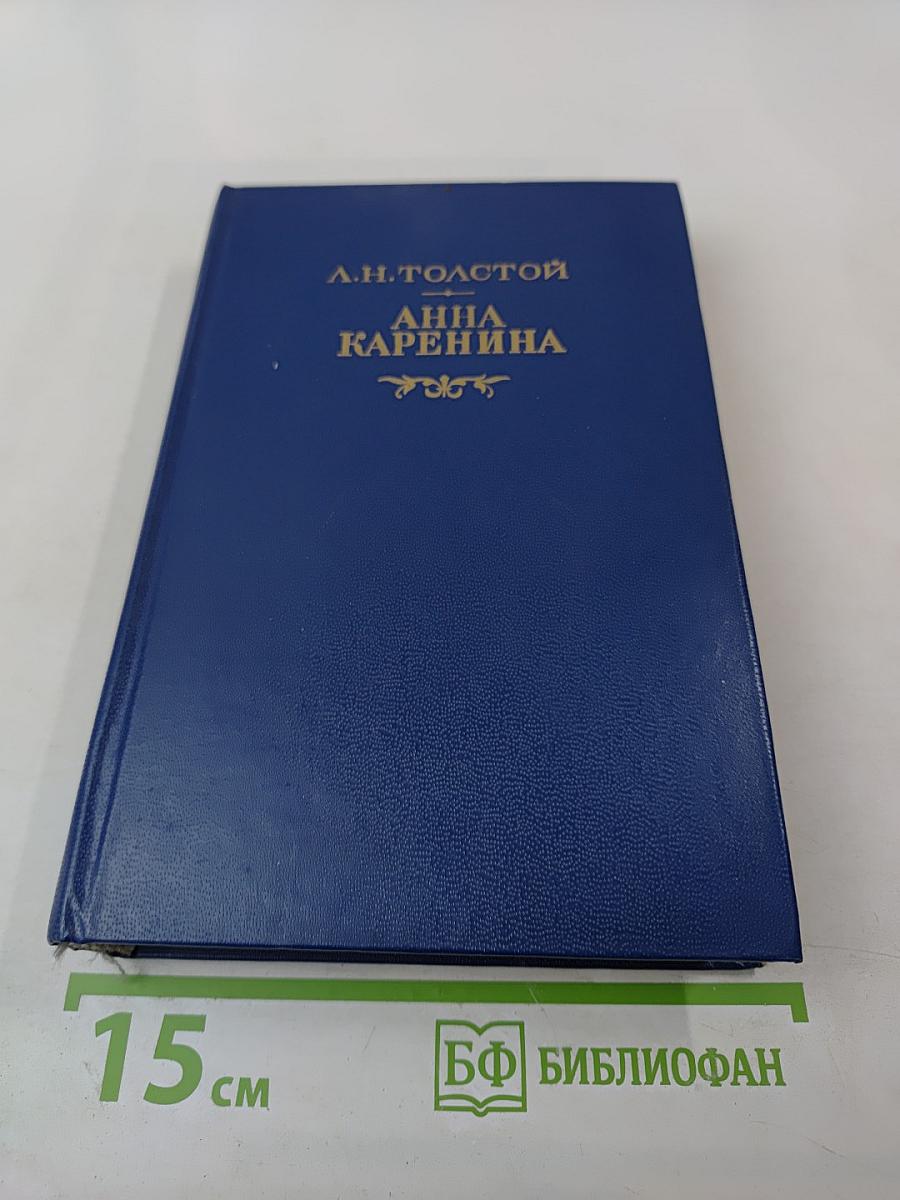 Л.Н.ТОЛСТОЙ
АННА
КАРЕНИНА
15 см
БФ БИБЛИОФАН